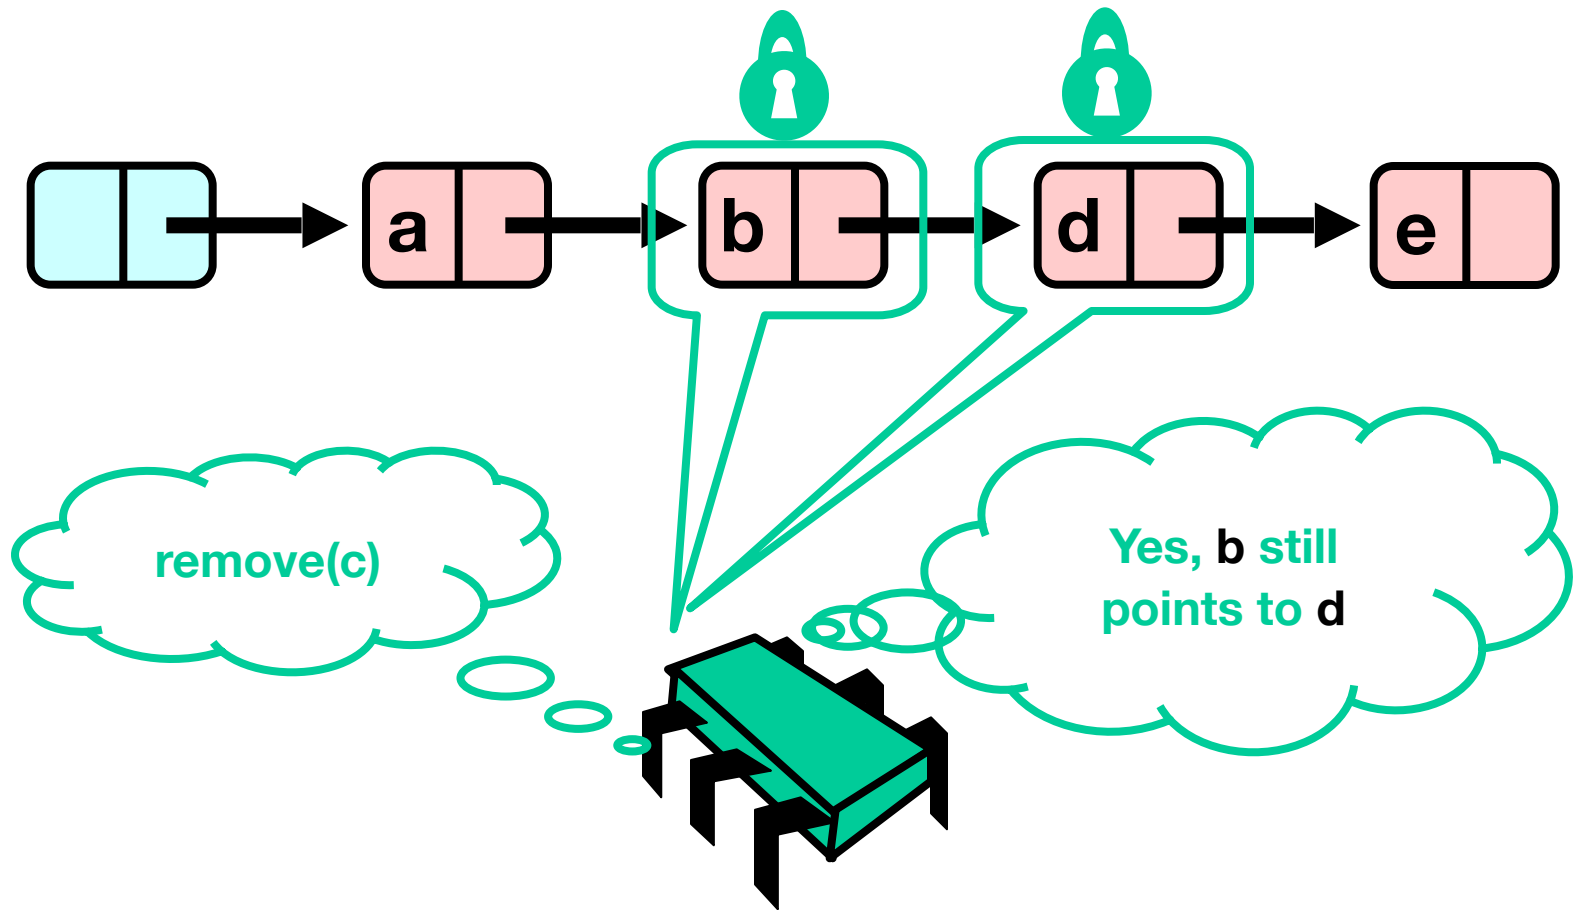 a
b
d
e
remove(c)
Yes, b still
points to d